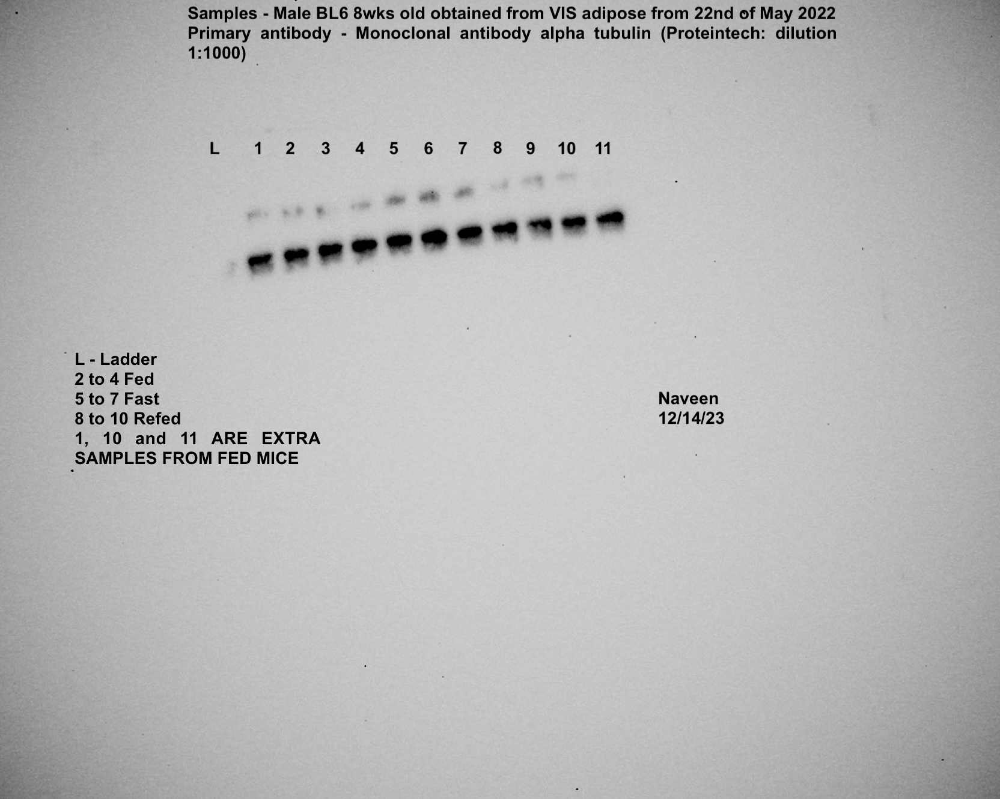 Samples - Male BL6 8wks old obtained from VIS adipose from 22nd of May 2022
Primary antibody - Monoclonal antibody alpha tubulin (Proteintech: dilution
1:1000)
L 1 2 3 4 5 6 7 8 9 10 11
L - Ladder
2 to 4 Fed
5 to 7 Fast
8 to 10 Refed
1, 10 and 11 ARE EXTRA
SAMPLES FROM FED MICE
Naveen
12/14/23